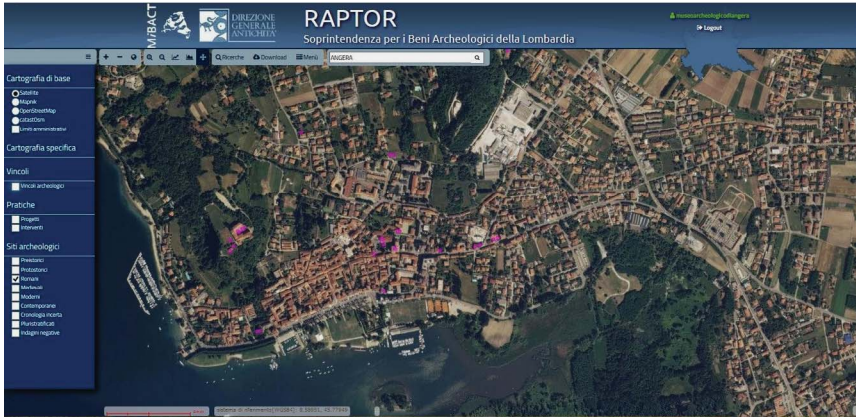 MiBACT
DIREZIONE
GENERALE
ANTICHITA'
RAPTOR
Soprintendenza per i Beni Archeologici della Lombardia
museoarcheologicodiangera
Logout
Ricerche
Download
Menù
ANGERA
Cartografia di base
Satellite
Mapnik
OpenStreetMap
CatastOsm
Limiti amministrativi
Cartografia specifica
Vincoli
Vincoli archeologici
Pratiche
Progetti
Interventi
Siti archeologici
Preistorici
Protostorici
Romani
Medievali
Moderni
Contemporanei
Cronologia incerta
Pluristratificati
Indagini negative